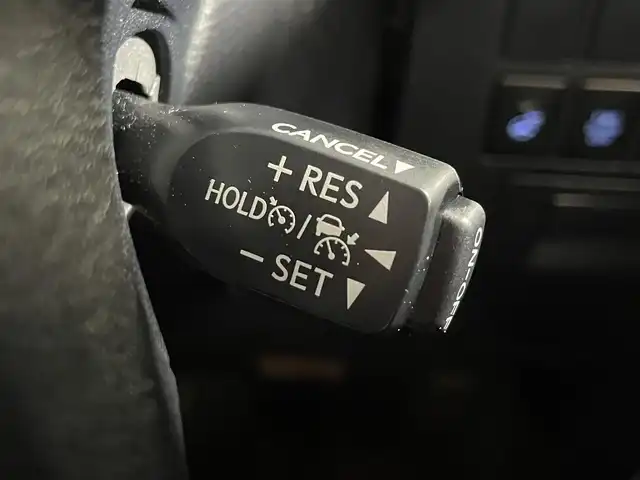 CANCEL▼
+ RES ▲
HOLD /
− SET ▼
ON·OFF